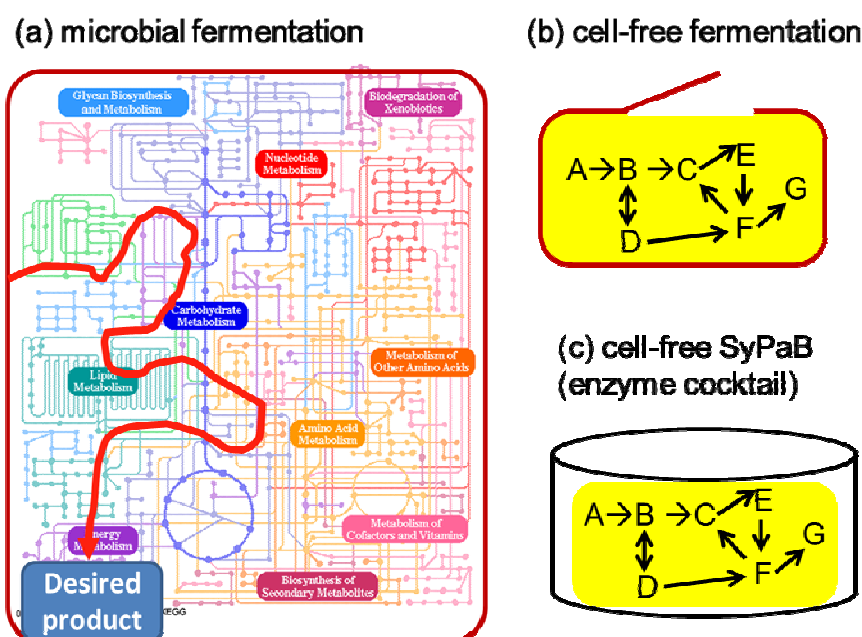 (a) microbial fermentation
Glycan Biosynthesis
and Metabolism
Biodegradation of
Xenobiotics
Nucleotide
Metabolism
Carbohydrate
Metabolism
Lipid
Metabolism
Metabolism of
Other Amino Acids
Amino Acid
Metabolism
Metabolism of
Cofactors and Vitamins
Energy
Metabolism
Biosynthesis of
Secondary Metabolites
Desired
product
KEGG
(b) cell-free fermentation
E
A→B→C
G
F
D
(c) cell-free SyPaB
(enzyme cocktail)
E
A→B→C
G
F
D